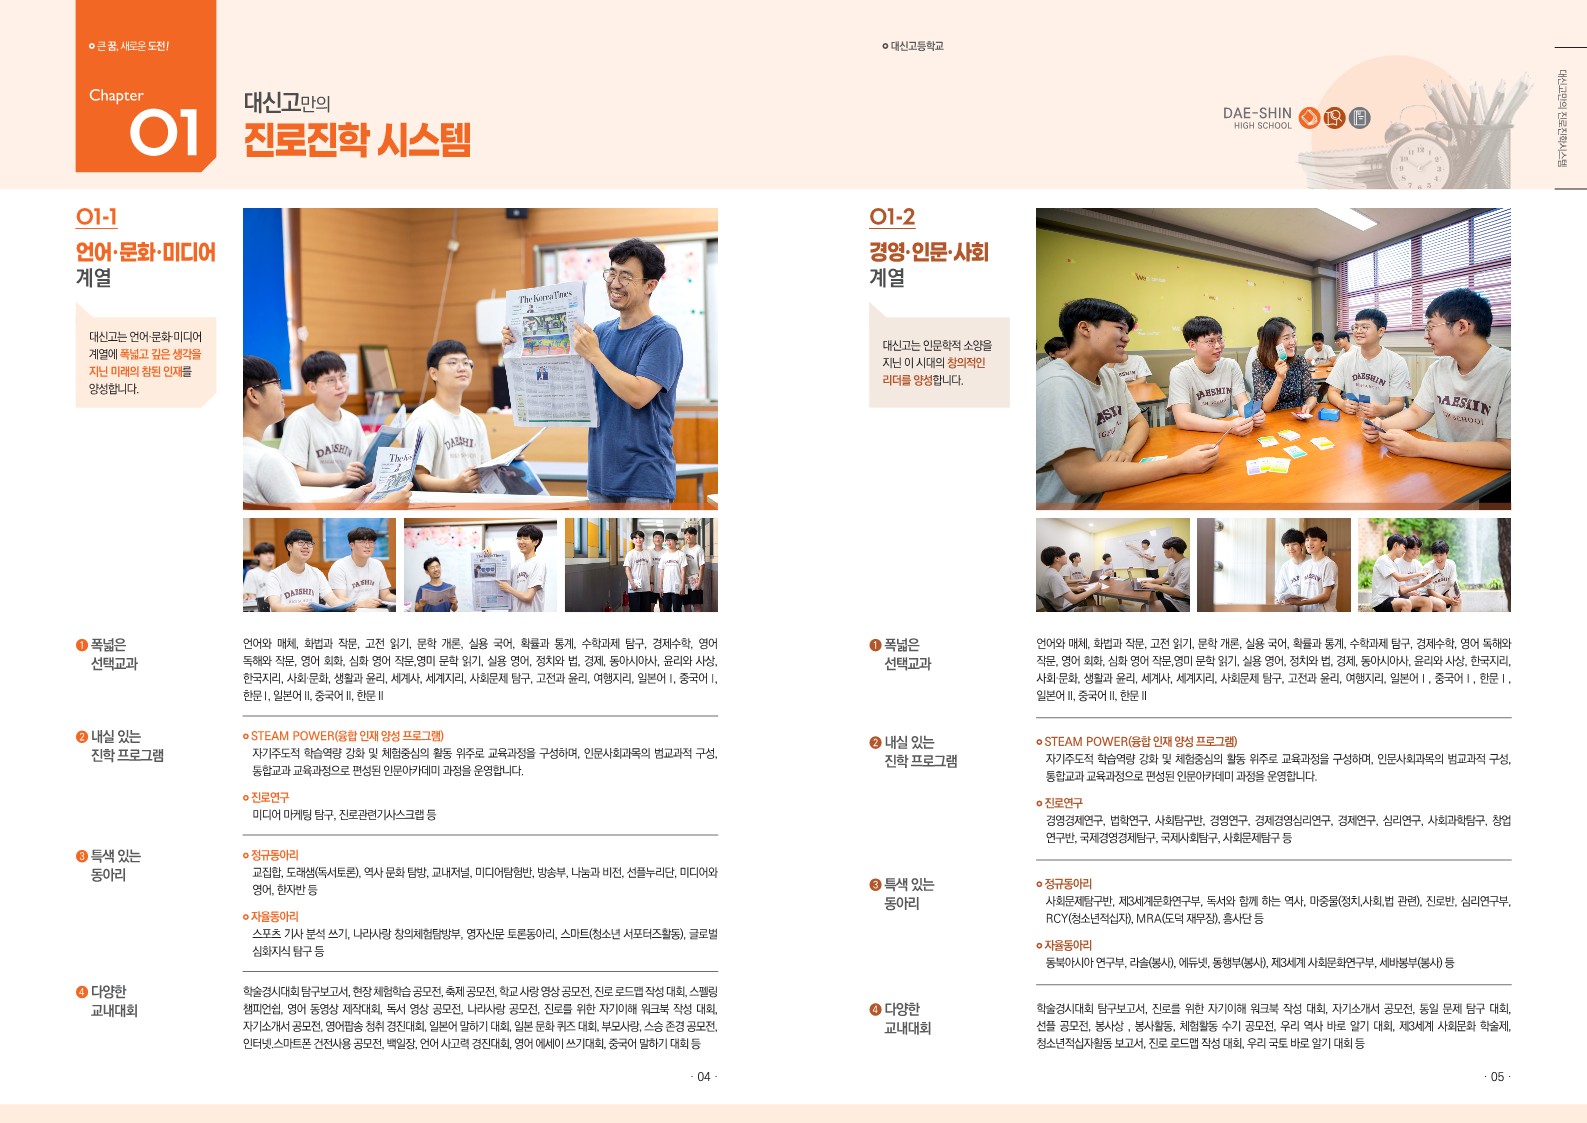 큰 꿈, 새로운 도전!
Chapter
01
대신고만의
진로진학 시스템
대신고등학교
DAE-SHIN
HIGH SCHOOL
대신고만의 진로진학시스템
01-1
언어·문화·미디어
계열
대신고는 언어·문화·미디어
계열에 폭넓고 깊은 생각을
지닌 미래의 참된 인재를
양성합니다.
The Korea Times
DAESHIN
DAESHIN
❶ 폭넓은
선택교과
언어와 매체, 화법과 작문, 고전 읽기, 문학 개론, 실용 국어, 확률과 통계, 수학과제 탐구, 경제수학, 영어
독해와 작문, 영어 회화, 심화 영어 작문,영미 문학 읽기, 실용 영어, 정치와 법, 경제, 동아시아사, 윤리와 사상,
한국지리, 사회·문화, 생활과 윤리, 세계사, 세계지리, 사회문제 탐구, 고전과 윤리, 여행지리, 일본어 I, 중국어 I,
한문 I , 일본어 II, 중국어 II, 한문 II
❷ 내실 있는
진학 프로그램
STEAM POWER(융합 인재 양성 프로그램)
자기주도적 학습역량 강화 및 체험중심의 활동 위주로 교육과정을 구성하며, 인문사회과목의 범교과적 구성,
통합교과 교육과정으로 편성된 인문아카데미 과정을 운영합니다.
진로연구
미디어 마케팅 탐구, 진로관련기사스크랩 등
❸ 특색 있는
동아리
정규동아리
교집합, 도래샘(독서토론), 역사 문화 탐방, 교내저널, 미디어탐험반, 방송부, 나눔과 비전, 선플누리단, 미디어와
영어, 한자반 등
자율동아리
스포츠 기사 분석 쓰기, 나라사랑 창의체험탐방부, 영자신문 토론동아리, 스마트(청소년 서포터즈활동), 글로벌
심화지식 탐구 등
❹ 다양한
교내대회
학술경시대회 탐구보고서, 현장 체험학습 공모전, 축제 공모전, 학교 사랑 영상 공모전, 진로 로드맵 작성 대회, 스펠링
챔피언쉽, 영어 동영상 제작대회, 독서 영상 공모전, 나라사랑 공모전, 진로를 위한 자기이해 워크북 작성 대회,
자기소개서 공모전, 영어팝송 청취 경진대회, 일본어 말하기 대회, 일본 문화 퀴즈 대회, 부모사랑, 스승 존경 공모전,
인터넷.스마트폰 건전사용 공모전, 백일장, 언어 사고력 경진대회, 영어 에세이 쓰기대회, 중국어 말하기 대회 등
· 04 ·
01-2
경영·인문·사회
계열
대신고는 인문학적 소양을
지닌 이 시대의 창의적인
리더를 양성합니다.
DAESHIN
DAESHIN
❶ 폭넓은
선택교과
언어와 매체, 화법과 작문, 고전 읽기, 문학 개론, 실용 국어, 확률과 통계, 수학과제 탐구, 경제수학, 영어 독해와
작문, 영어 회화, 심화 영어 작문,영미 문학 읽기, 실용 영어, 정치와 법, 경제, 동아시아사, 윤리와 사상, 한국지리,
사회·문화, 생활과 윤리, 세계사, 세계지리, 사회문제 탐구, 고전과 윤리, 여행지리, 일본어 I , 중국어 I , 한문 I ,
일본어 II, 중국어 II, 한문 II
❷ 내실 있는
진학 프로그램
STEAM POWER(융합 인재 양성 프로그램)
자기주도적 학습역량 강화 및 체험중심의 활동 위주로 교육과정을 구성하며, 인문사회과목의 범교과적 구성,
통합교과 교육과정으로 편성된 인문아카데미 과정을 운영합니다.
진로연구
경영경제연구, 법학연구, 사회탐구반, 경영연구, 경제경영심리연구, 경제연구, 심리연구, 사회과학탐구, 창업
연구반, 국제경영경제탐구, 국제사회탐구, 사회문제탐구 등
❸ 특색 있는
동아리
정규동아리
사회문제탐구반, 제3세계문화연구부, 독서와 함께 하는 역사, 마중물(정치,사회,법 관련), 진로반, 심리연구부,
RCY(청소년적십자), MRA(도덕 재무장), 흥사단 등
자율동아리
동북아시아 연구부, 라솔(봉사), 에듀넷, 동행부(봉사), 제3세계 사회문화연구부, 세바봉부(봉사) 등
❹ 다양한
교내대회
학술경시대회 탐구보고서, 진로를 위한 자기이해 워크북 작성 대회, 자기소개서 공모전, 통일 문제 탐구 대회,
선플 공모전, 봉사상 , 봉사활동, 체험활동 수기 공모전, 우리 역사 바로 알기 대회, 제3세계 사회문화 학술제,
청소년적십자활동 보고서, 진로 로드맵 작성 대회, 우리 국토 바로 알기 대회 등
· 05 ·